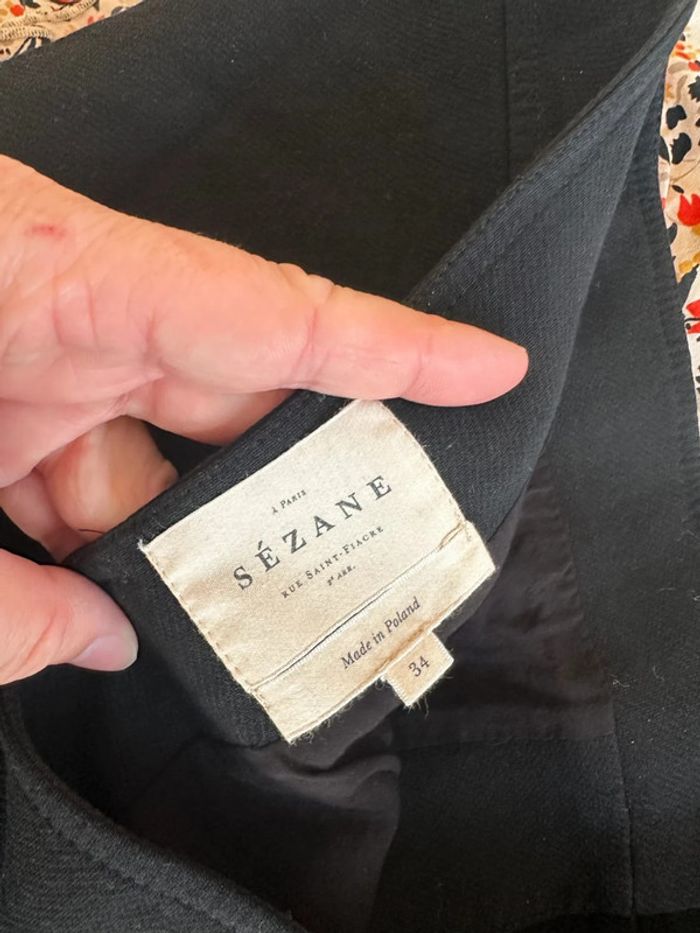 À Paris
SÉZANE
Rue Saint-Fiacre
2e Arr.
Made in Poland
34